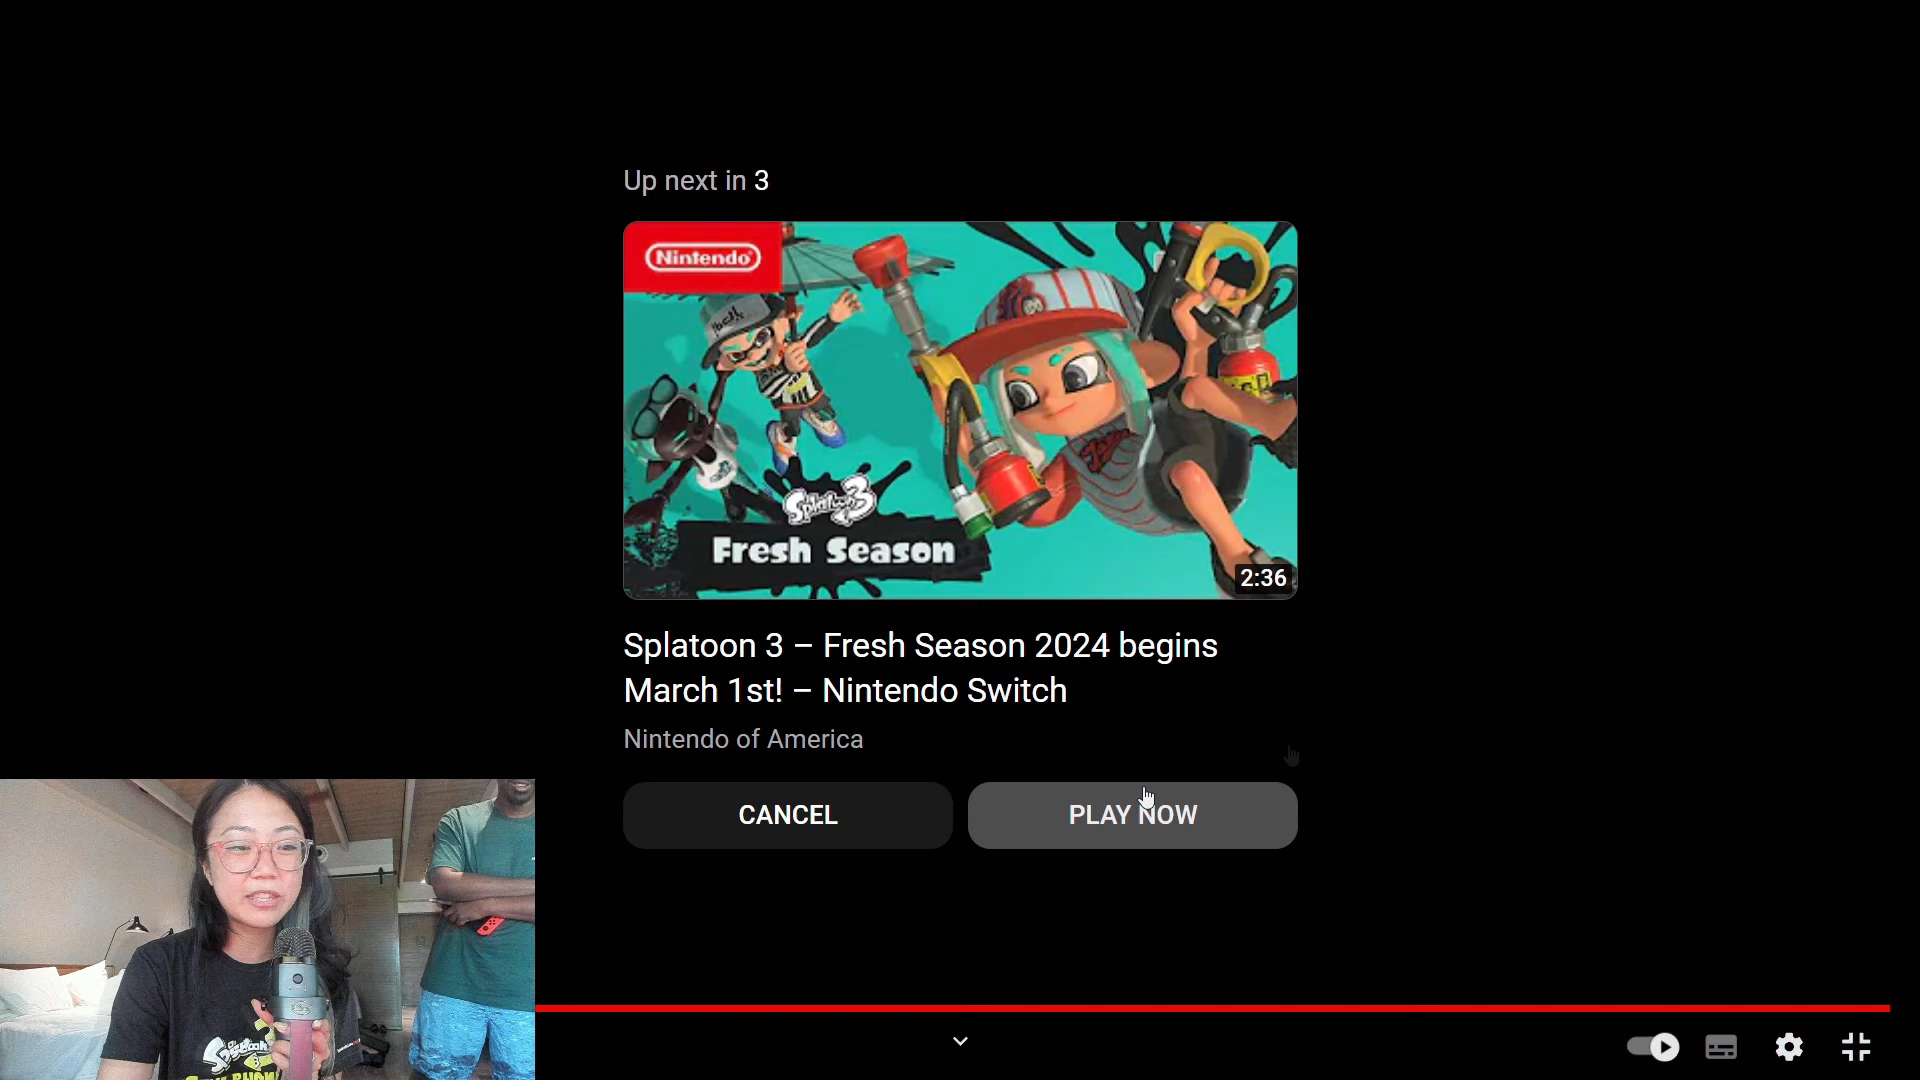 Up next in 3
Nintendo
Splatoon 3
Fresh Season
2:36
Splatoon 3 – Fresh Season 2024 begins
March 1st! – Nintendo Switch
Nintendo of America
CANCEL
PLAY NOW